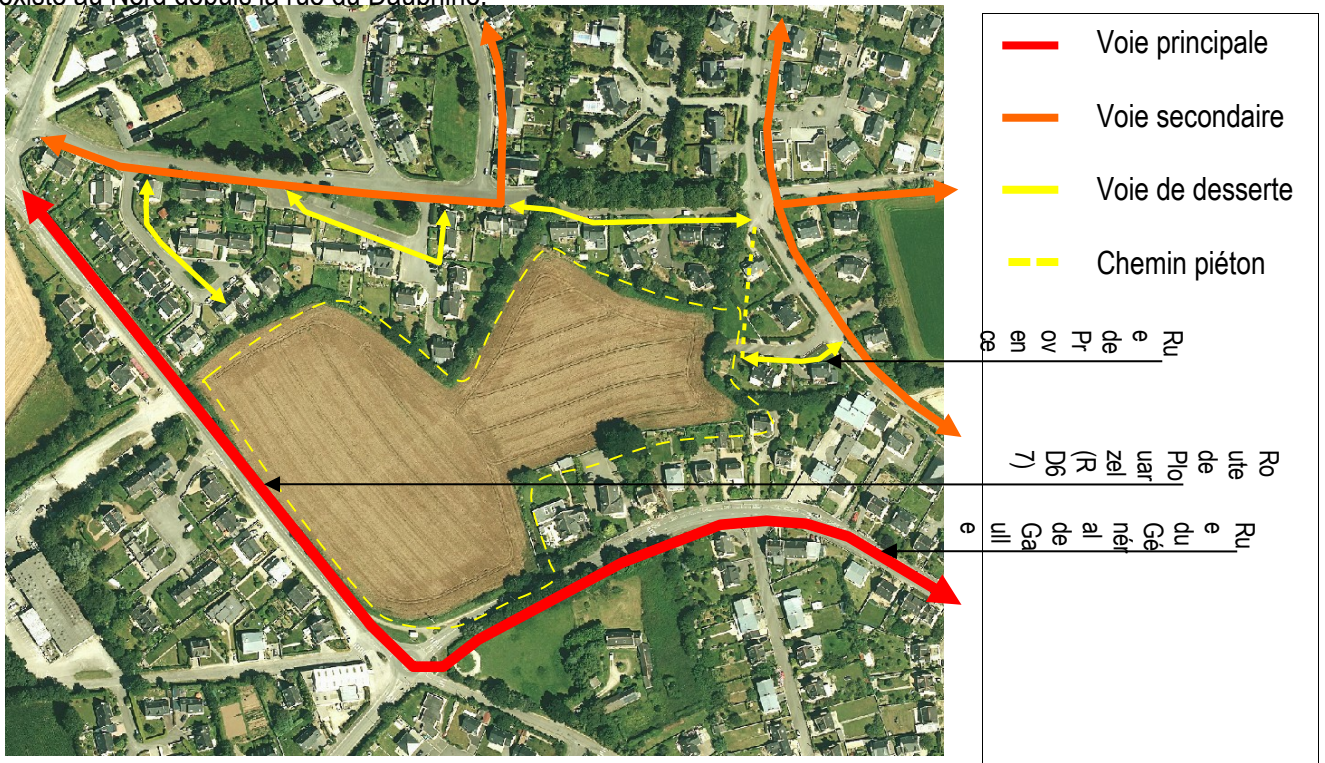 existe au Nord depuis la rue du Dauphiné.
Voie principale
Voie secondaire
Voie de desserte
Chemin piéton
Ru e de Pr ov en ce
Ro ute de Plo uar zel (R D6 7)
Ru e du Gé nér al de Ga ull e